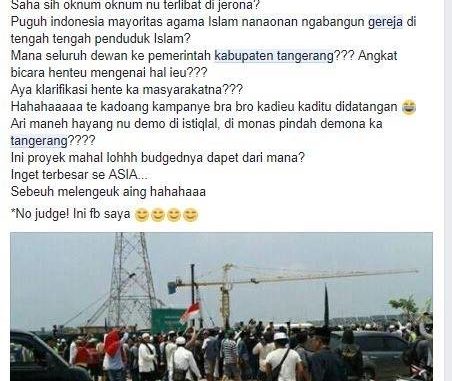 Saha sih oknum oknum nu terlibat di jerona?
Puguh indonesia mayoritas agama Islam nanaonan ngabangun gereja di
tengah tengah penduduk Islam?
Mana seluruh dewan ke pemerintah kabupaten tangerang??? Angkat
bicara henteu mengenai hal ieu???
Aya klarifikasi hente ka masyarakatna???
Hahahaaaaa te kadoang kampanye bra bro kadieu kaditu didatangan 😂
Ari maneh hayang nu demo di istiqlal, di monas pindah demona ka
tangerang????
Ini proyek mahal lohhh budgednya dapet dari mana?
Inget terbesar se ASIA...
Sebeuh melengeuk aing hahahaaa
*No judge! Ini fb saya 😊😊😊😊